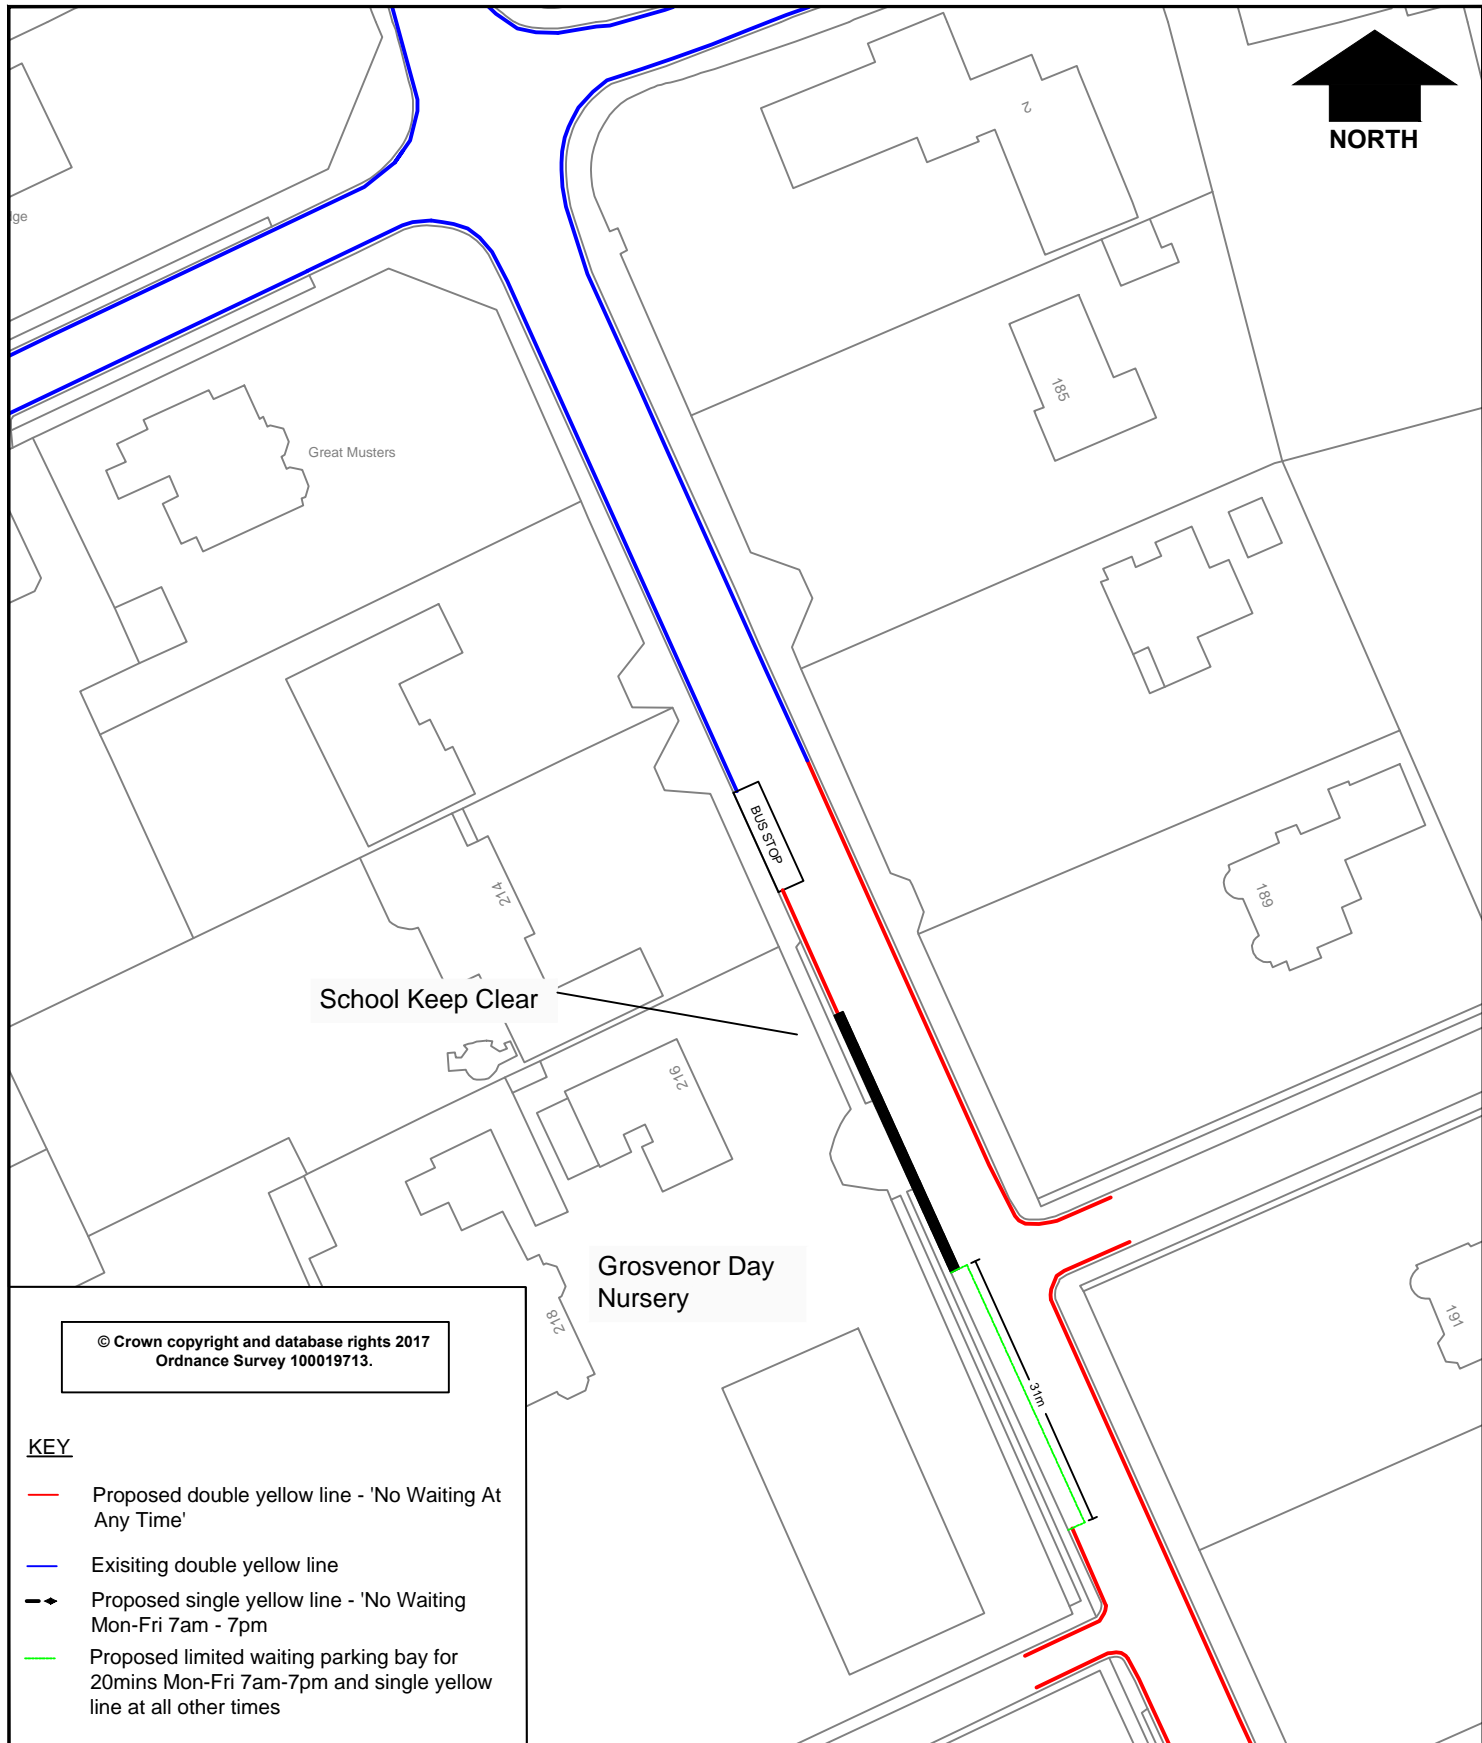 NORTH
2
lge
185
Great Musters
BUS STOP
214
189
School Keep Clear
216
Grosvenor Day
Nursery
218
191
31m
© Crown copyright and database rights 2017
Ordnance Survey 100019713.
KEY
Proposed double yellow line - 'No Waiting At
Any Time'
Exisiting double yellow line
Proposed single yellow line - 'No Waiting
Mon-Fri 7am - 7pm
Proposed limited waiting parking bay for
20mins Mon-Fri 7am-7pm and single yellow
line at all other times